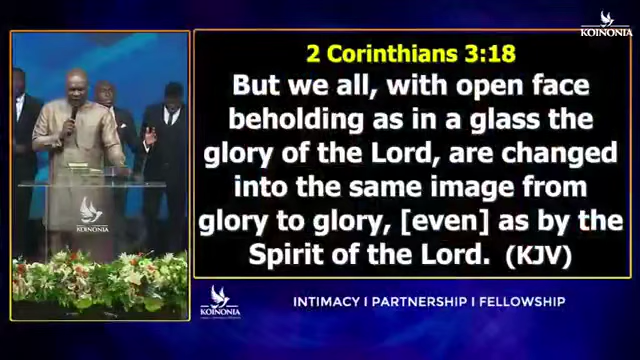 KOINONIA
2 Corinthians 3:18
But we all, with open face
beholding as in a glass the
glory of the Lord, are changed
into the same image from
glory to glory, [even] as by the
Spirit of the Lord. (KJV)
KOINONIA
KOINONIA
KOINONIA
INTIMACY I PARTNERSHIP I FELLOWSHIP